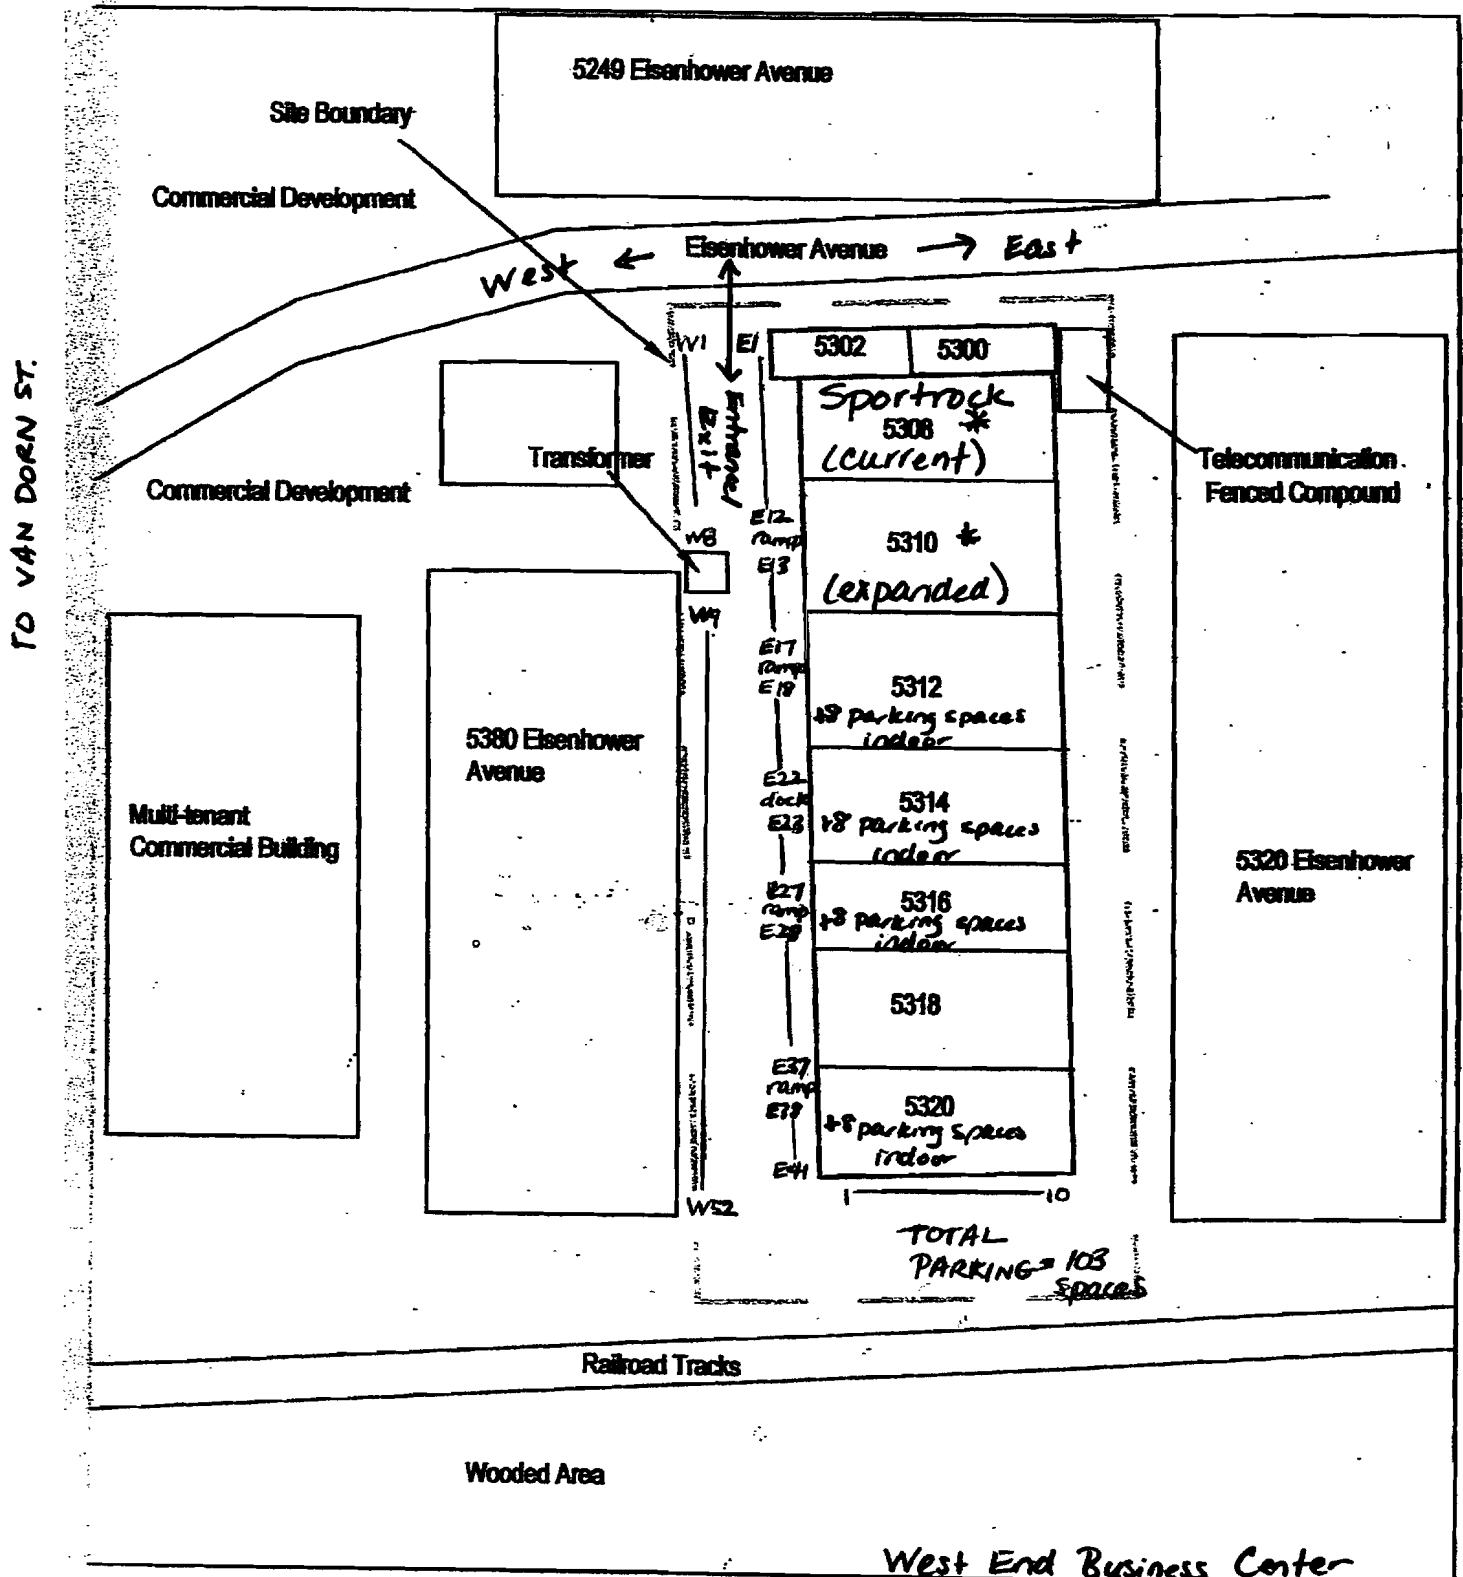 5249 Eisenhower Avenue
Site Boundary
Commercial Development
West ← Eisenhower Avenue → East
TO VAN DORN ST.
W1
E1
5302
5300
Exit
Entrance
Sportrock
5308 *
(current)
Transformer
Commercial Development
Telecommunication
Fenced Compound
W8
E12
ramp
E13
5310 *
(expanded)
W9
E17
ramp
E18
5312
+8 parking spaces
indoor
5380 Eisenhower
Avenue
E22
dock
E23
5314
+8 parking spaces
indoor
Multi-tenant
Commercial Building
5320 Eisenhower
Avenue
E27
ramp
E28
5316
+8 parking spaces
indoor
5318
E37
ramp
E38
5320
+8 parking spaces
indoor
E41
W52
1 — 10
TOTAL
PARKING = 103
spaces
Railroad Tracks
Wooded Area
West End Business Center